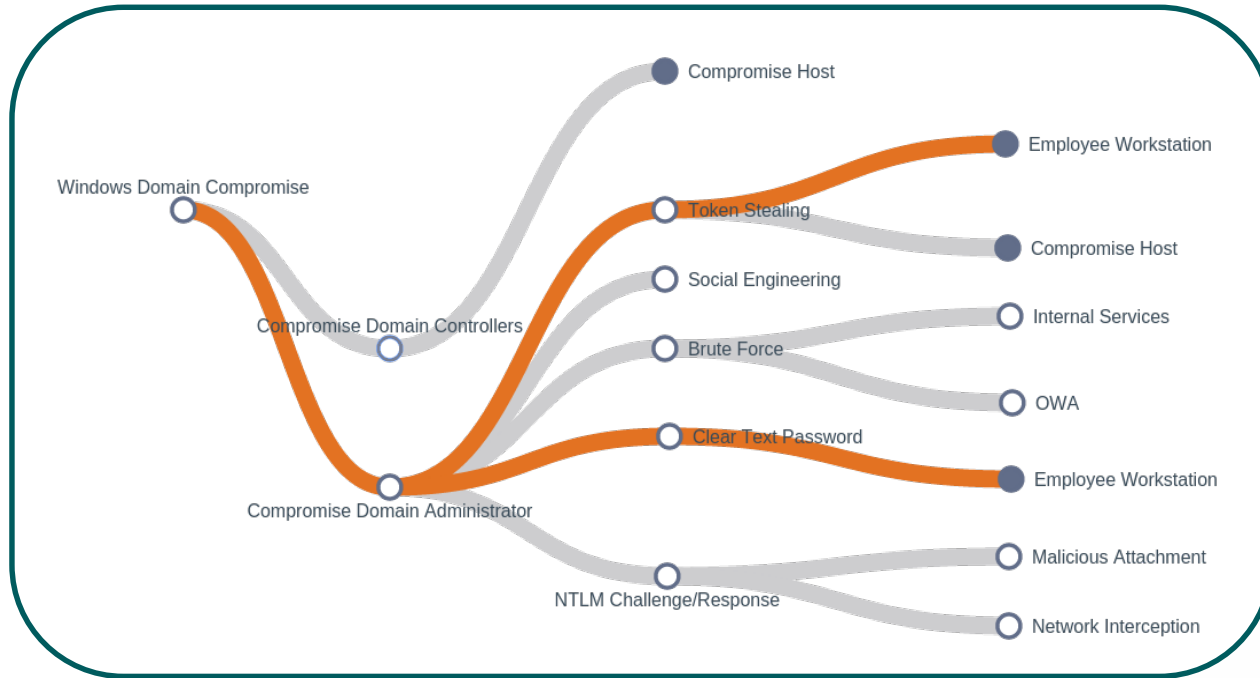 Compromise Host
Employee Workstation
Windows Domain Compromise
Token Stealing
Compromise Host
Social Engineering
Internal Services
Compromise Domain Controllers
Brute Force
OWA
Clear Text Password
Employee Workstation
Compromise Domain Administrator
Malicious Attachment
NTLM Challenge/Response
Network Interception